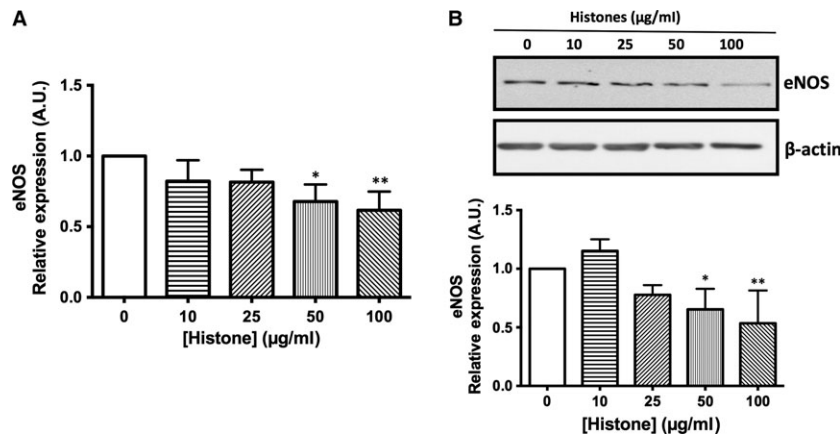 A
eNOS
Relative expression (A.U.)
1.5
1.0
0.5
0.0
*
**
0 10 25 50 100
[Histone] (µg/ml)
B
Histones (µg/ml)
0 10 25 50 100
eNOS
β-actin
eNOS
Relative expression (A.U.)
1.5
1.0
0.5
0.0
*
**
0 10 25 50 100
[Histone] (µg/ml)